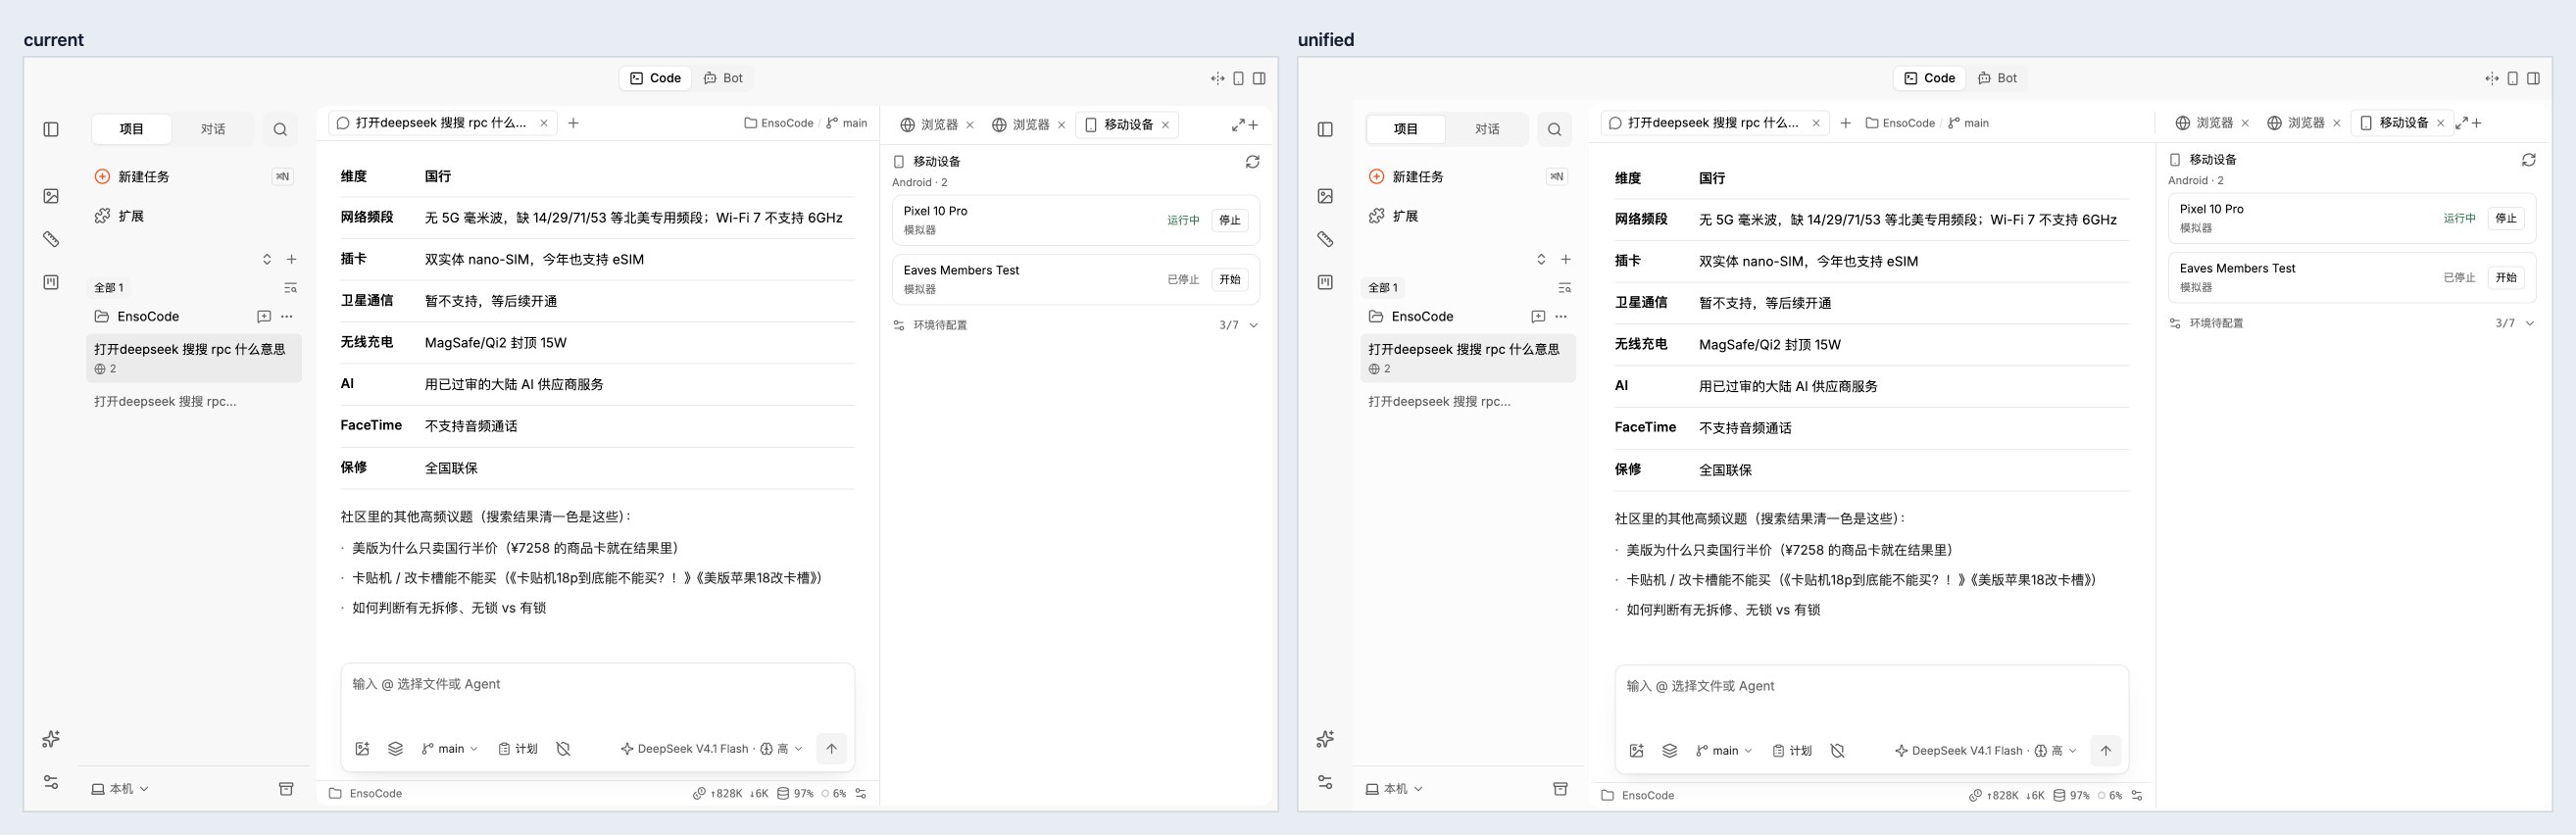 current
Code
Bot
项目
对话
打开deepseek 搜搜 rpc 什么...
EnsoCode / main
浏览器
浏览器
移动设备
新建任务
⌘N
扩展
全部 1
EnsoCode
打开deepseek 搜搜 rpc 什么意思
2
打开deepseek 搜搜 rpc...
本机
维度 国行
网络频段 无 5G 毫米波，缺 14/29/71/53 等北美专用频段；Wi-Fi 7 不支持 6GHz
插卡 双实体 nano-SIM，今年也支持 eSIM
卫星通信 暂不支持，等后续开通
无线充电 MagSafe/Qi2 封顶 15W
AI 用已过审的大陆 AI 供应商服务
FaceTime 不支持音频通话
保修 全国联保
社区里的其他高频议题（搜索结果清一色是这些）：
· 美版为什么只卖国行半价（¥7258 的商品卡就在结果里）
· 卡贴机 / 改卡槽能不能买（《卡贴机18p到底能不能买？！》《美版苹果18改卡槽》）
· 如何判断有无拆修、无锁 vs 有锁
输入 @ 选择文件或 Agent
main
计划
DeepSeek V4.1 Flash · 高
EnsoCode
↑828K ↓6K 97% 6%
移动设备
Android · 2
Pixel 10 Pro
模拟器
运行中
停止
Eaves Members Test
模拟器
已停止
开始
环境待配置
3/7
unified
Code
Bot
项目
对话
打开deepseek 搜搜 rpc 什么...
EnsoCode / main
浏览器
浏览器
移动设备
新建任务
⌘N
扩展
全部 1
EnsoCode
打开deepseek 搜搜 rpc 什么意思
2
打开deepseek 搜搜 rpc...
本机
维度 国行
网络频段 无 5G 毫米波，缺 14/29/71/53 等北美专用频段；Wi-Fi 7 不支持 6GHz
插卡 双实体 nano-SIM，今年也支持 eSIM
卫星通信 暂不支持，等后续开通
无线充电 MagSafe/Qi2 封顶 15W
AI 用已过审的大陆 AI 供应商服务
FaceTime 不支持音频通话
保修 全国联保
社区里的其他高频议题（搜索结果清一色是这些）：
· 美版为什么只卖国行半价（¥7258 的商品卡就在结果里）
· 卡贴机 / 改卡槽能不能买（《卡贴机18p到底能不能买？！》《美版苹果18改卡槽》）
· 如何判断有无拆修、无锁 vs 有锁
输入 @ 选择文件或 Agent
main
计划
DeepSeek V4.1 Flash · 高
EnsoCode
↑828K ↓6K 97% 6%
移动设备
Android · 2
Pixel 10 Pro
模拟器
运行中
停止
Eaves Members Test
模拟器
已停止
开始
环境待配置
3/7